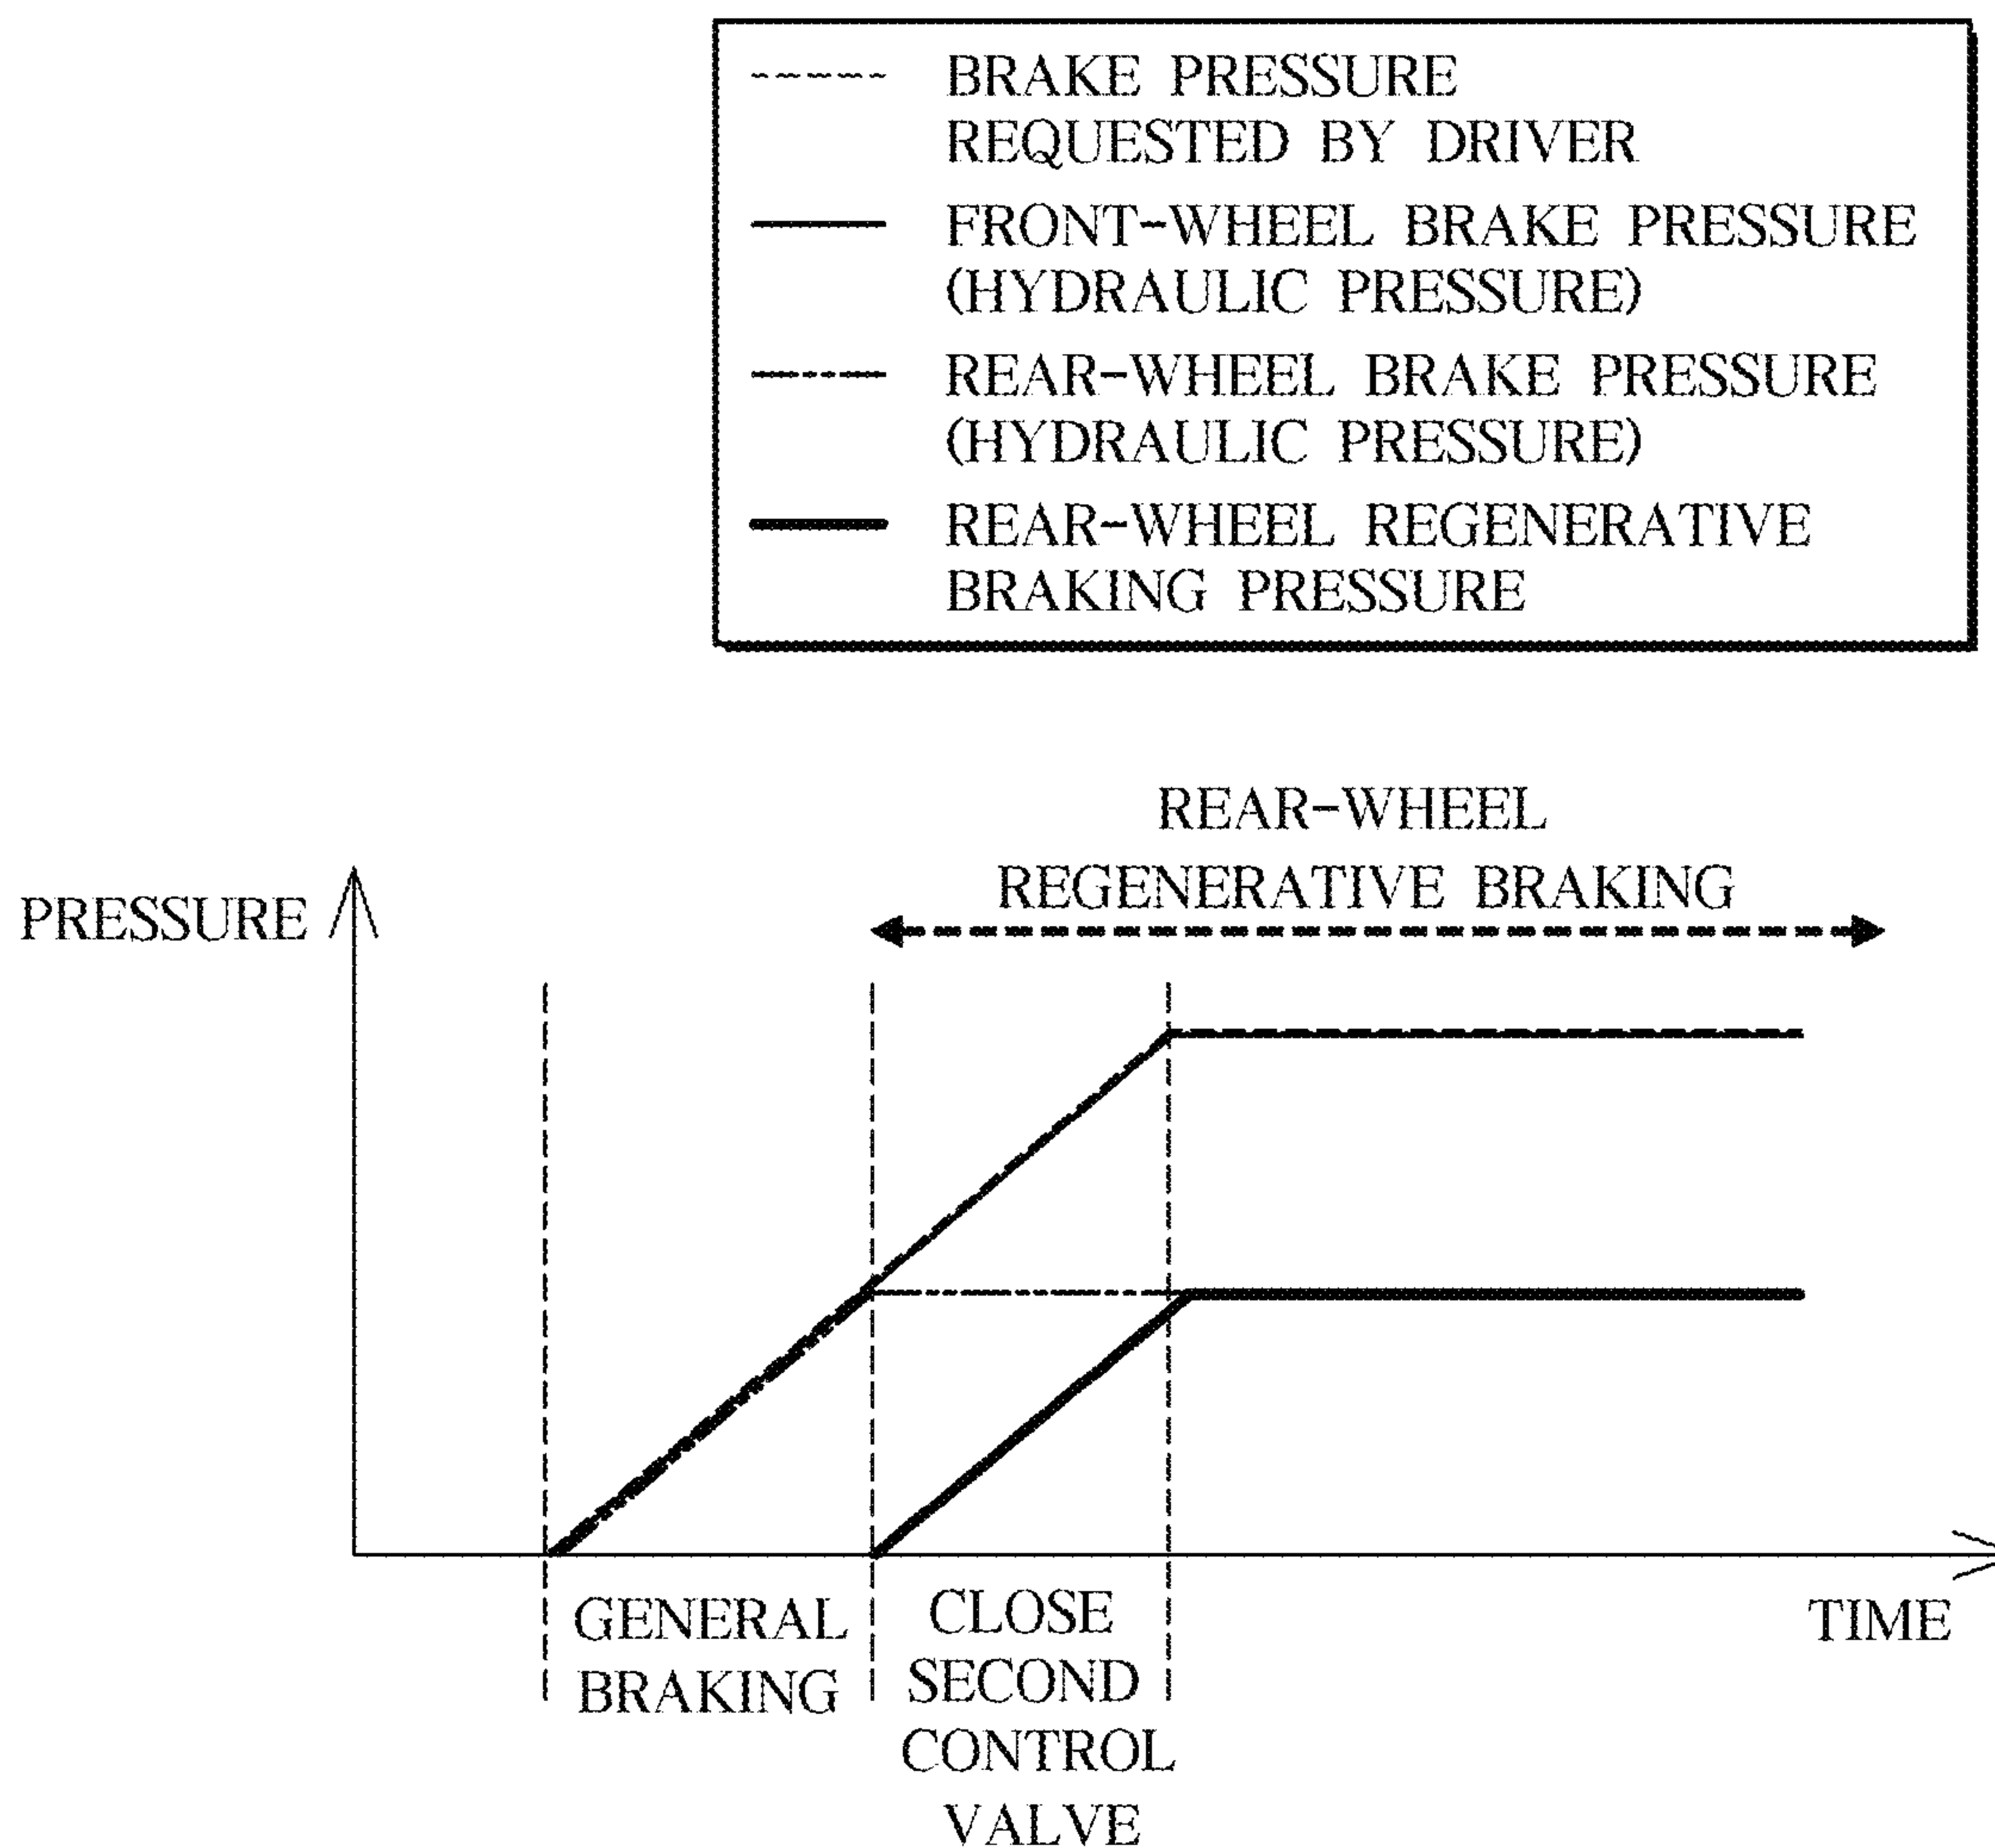 BRAKE PRESSURE
REQUESTED BY DRIVER
FRONT-WHEEL BRAKE PRESSURE
(HYDRAULIC PRESSURE)
REAR-WHEEL BRAKE PRESSURE
(HYDRAULIC PRESSURE)
REAR-WHEEL REGENERATIVE
BRAKING PRESSURE
REAR-WHEEL
REGENERATIVE BRAKING
PRESSURE
GENERAL
BRAKING
CLOSE
SECOND
CONTROL
VALVE
TIME